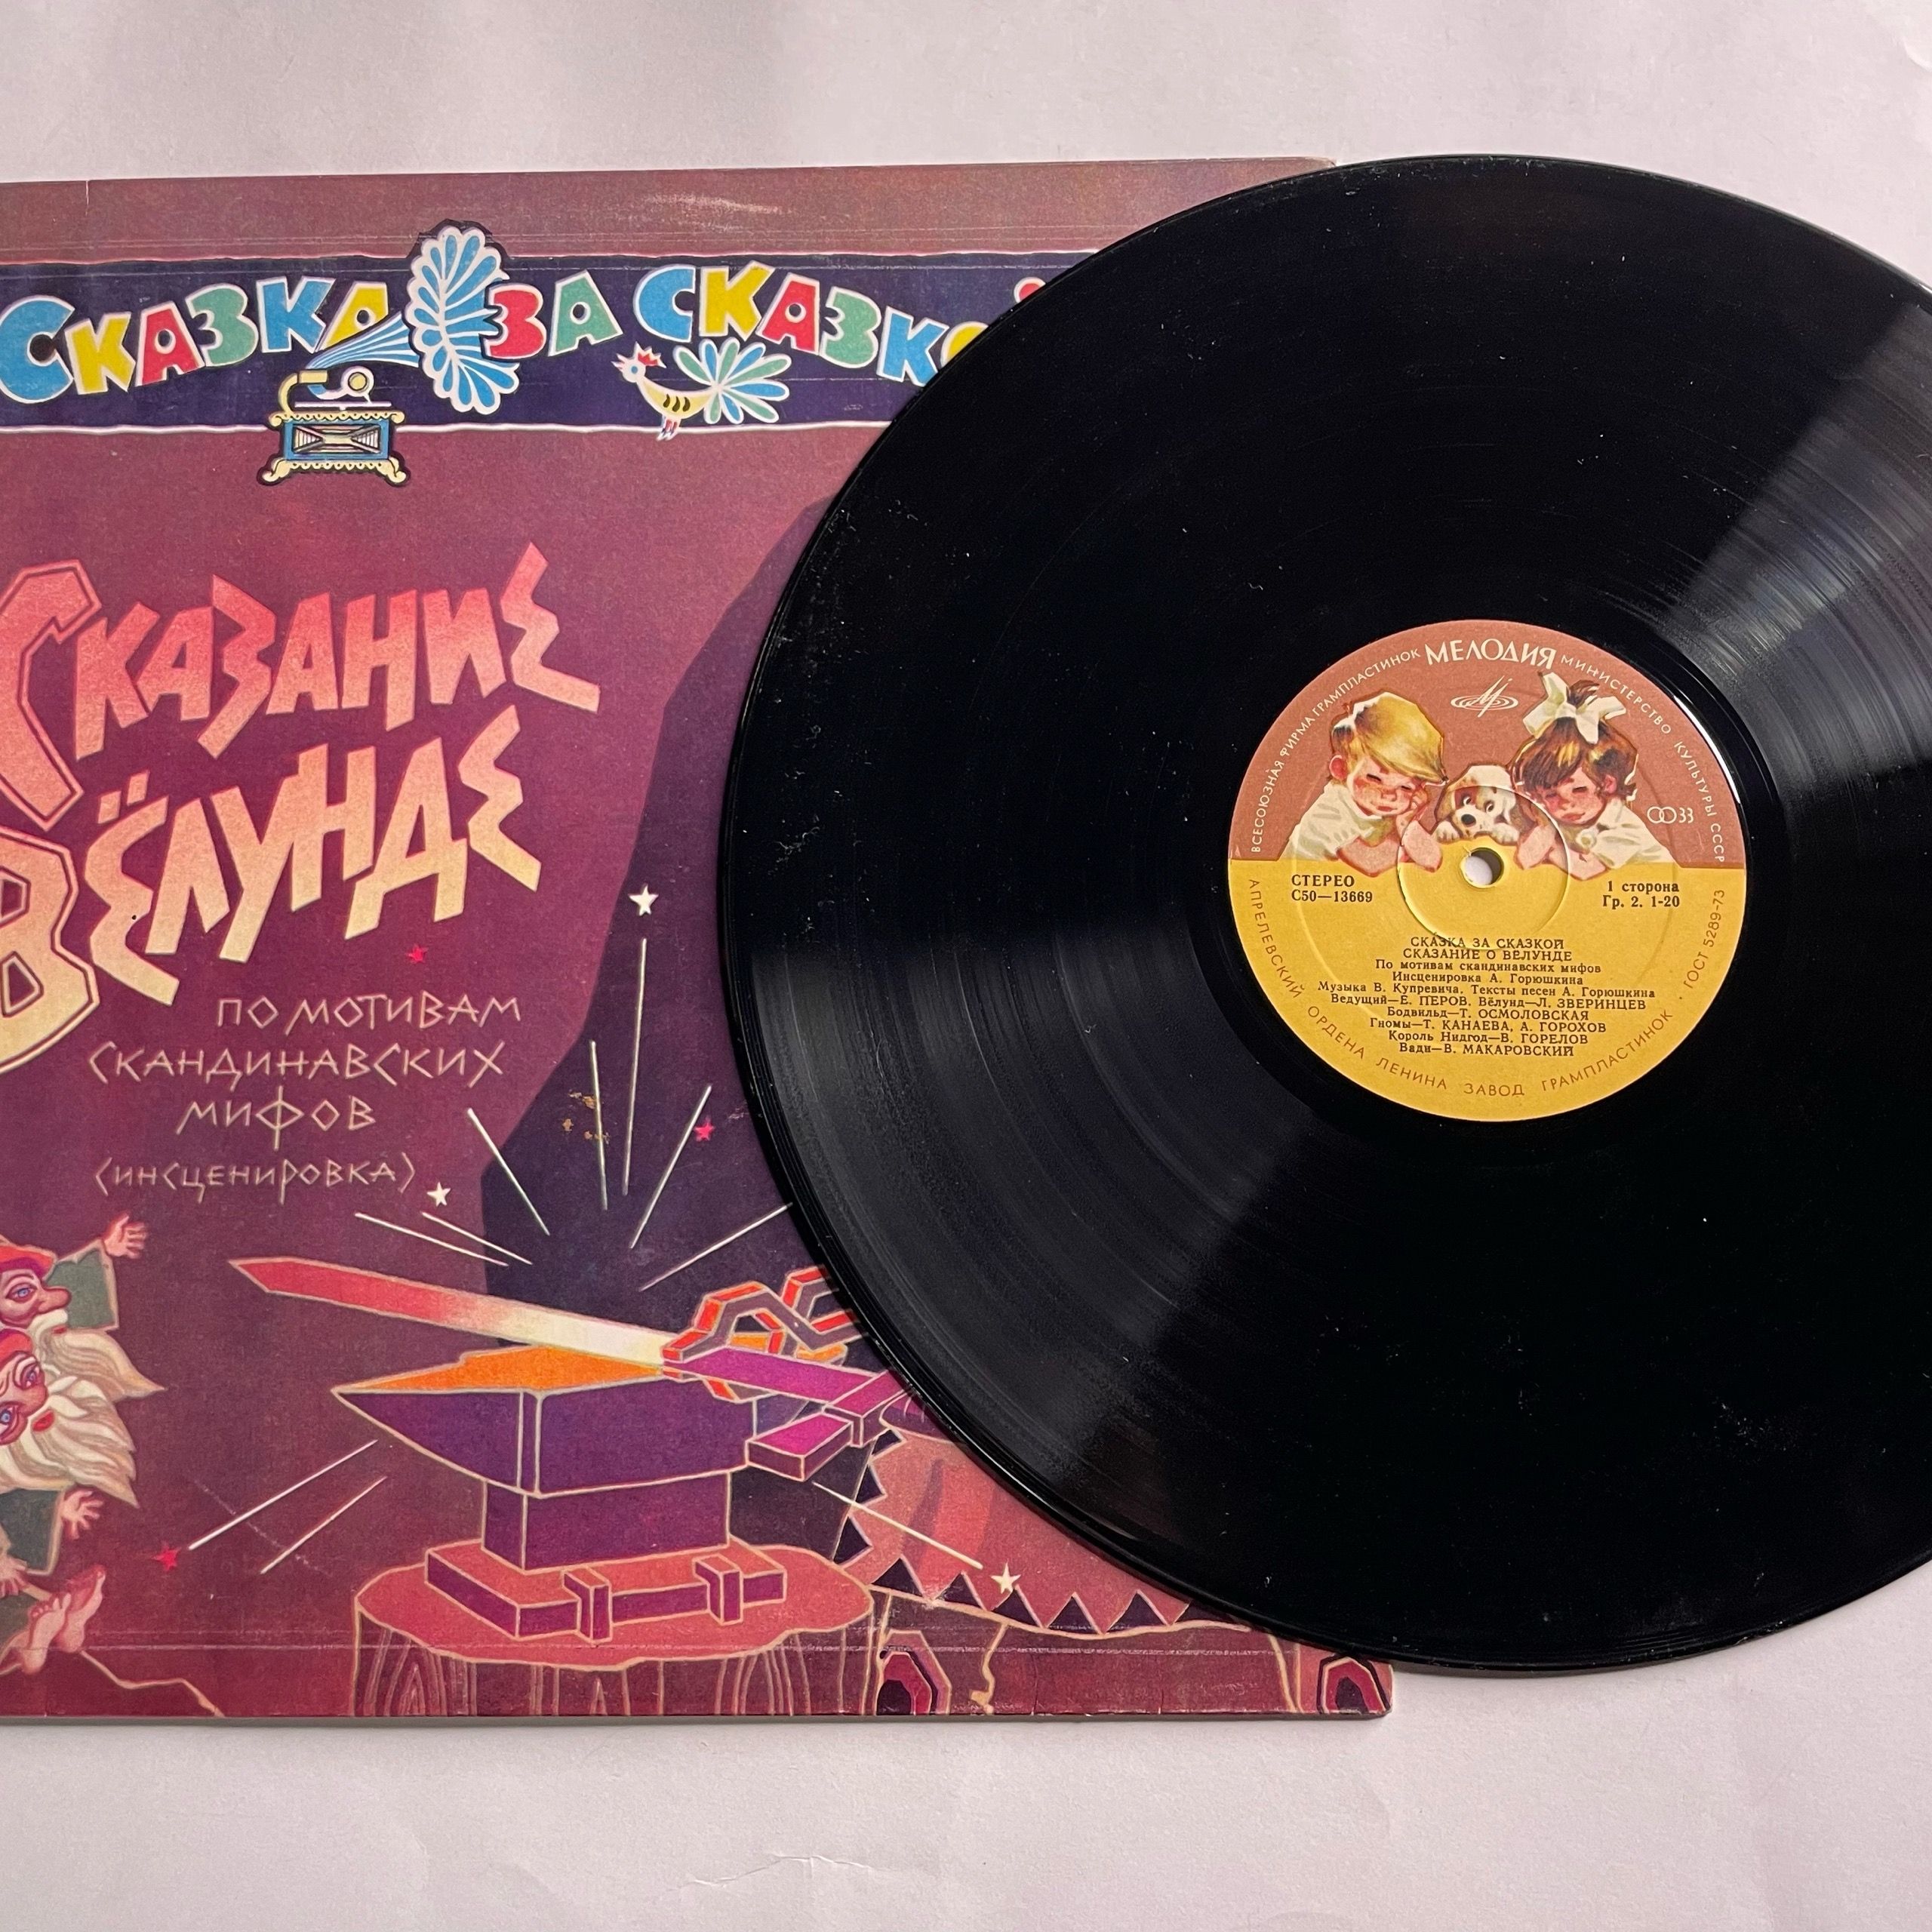 СКАЗКА ЗА СКАЗКО
СКАЗАНИЕ
О ВЁЛУНДЕ
ПО МОТИВАМ
СКАНДИНАВСКИХ
МИФОВ
(ИНСЦЕНИРОВКА)
ВСЕСОЮЗНАЯ ФИРМА ГРАМПЛАСТИНОК МЕЛОДИЯ МИНИСТЕРСТВО КУЛЬТУРЫ СССР
33
СТЕРЕО
С50—13669
1 сторона
Гр. 2. 1-20
СКАЗКА ЗА СКАЗКОЙ
СКАЗАНИЕ О ВЁЛУНДЕ
По мотивам скандинавских мифов
Инсценировка А. Горюшкина
Музыка В. Купревича. Тексты песен А. Горюшкина
Ведущий—Е. ПЕРОВ, Вёлунд—Л. ЗВЕРИНЦЕВ
Бодвильд—Т. ОСМОЛОВСКАЯ
Гномы—Т. КАНАЕВА, А. ГОРОХОВ
Король Нидгод—В. ГОРЕЛОВ
Вади—В. МАКАРОВСКИЙ
АПРЕЛЕВСКИЙ ОРДЕНА ЛЕНИНА ЗАВОД ГРАМПЛАСТИНОК · ГОСТ 5289-73